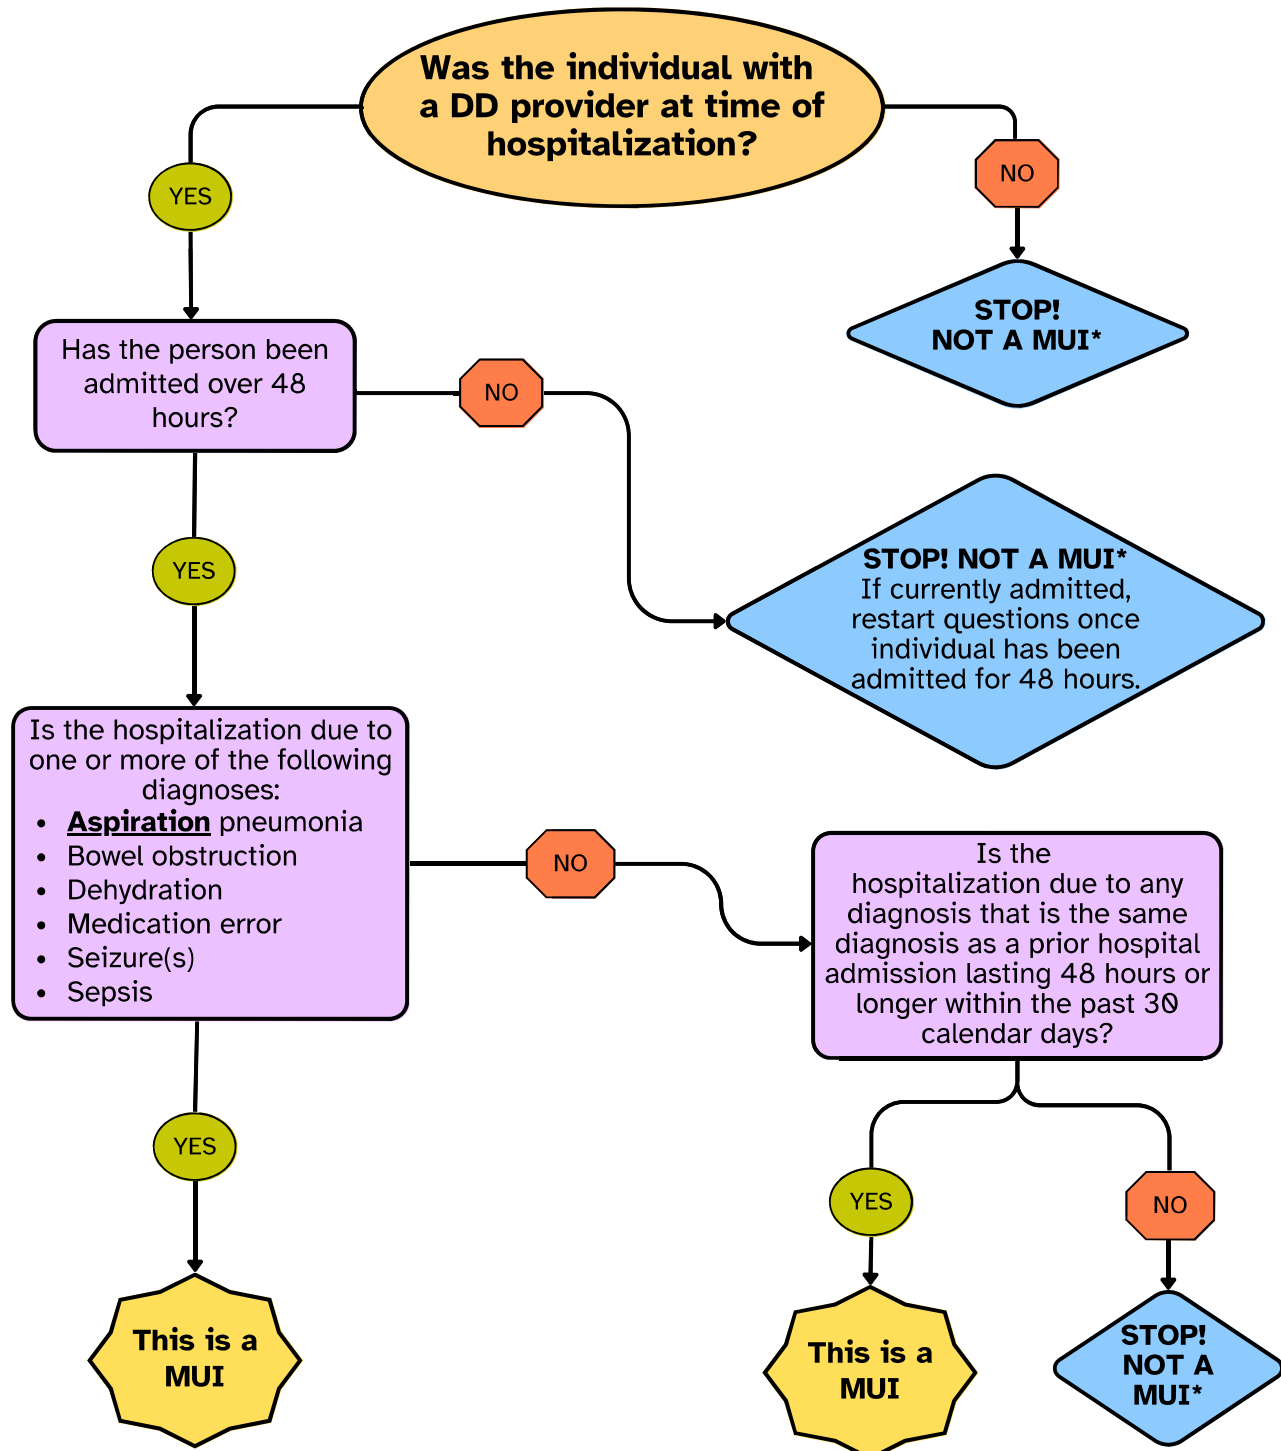 Was the individual with
a DD provider at time of
hospitalization?
YES
NO
STOP!
NOT A MUI*
Has the person been
admitted over 48
hours?
NO
YES
STOP! NOT A MUI*
If currently admitted,
restart questions once
individual has been
admitted for 48 hours.
Is the hospitalization due to
one or more of the following
diagnoses:
• Aspiration pneumonia
• Bowel obstruction
• Dehydration
• Medication error
• Seizure(s)
• Sepsis
NO
Is the
hospitalization due to any
diagnosis that is the same
diagnosis as a prior hospital
admission lasting 48 hours or
longer within the past 30
calendar days?
YES
YES
NO
This is a
MUI
This is a
MUI
STOP!
NOT A
MUI*